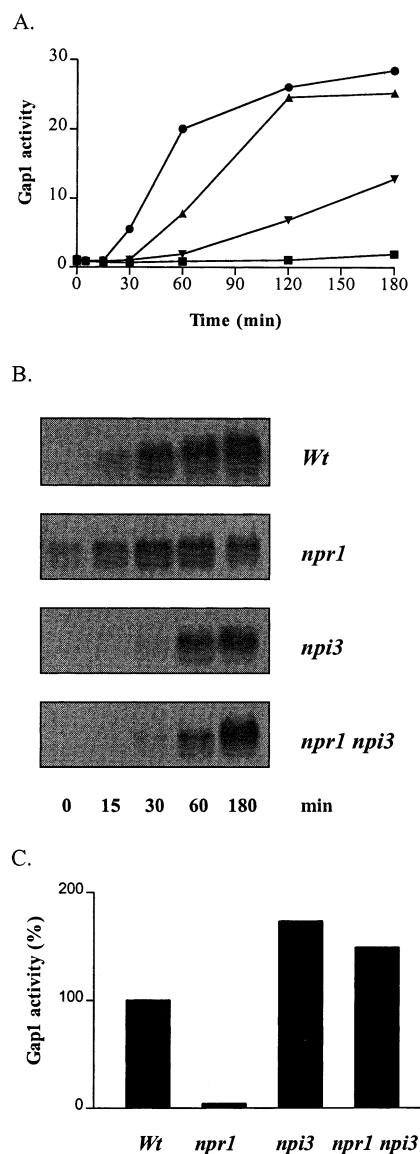 A.
30
20
10
0
Gap1 activity
0 30 60 90 120 150 180
Time (min)
B.
Wt
npr1
npi3
npr1 npi3
0 15 30 60 180 min
C.
200
100
0
Gap1 activity (%)
Wt npr1 npi3 npr1 npi3